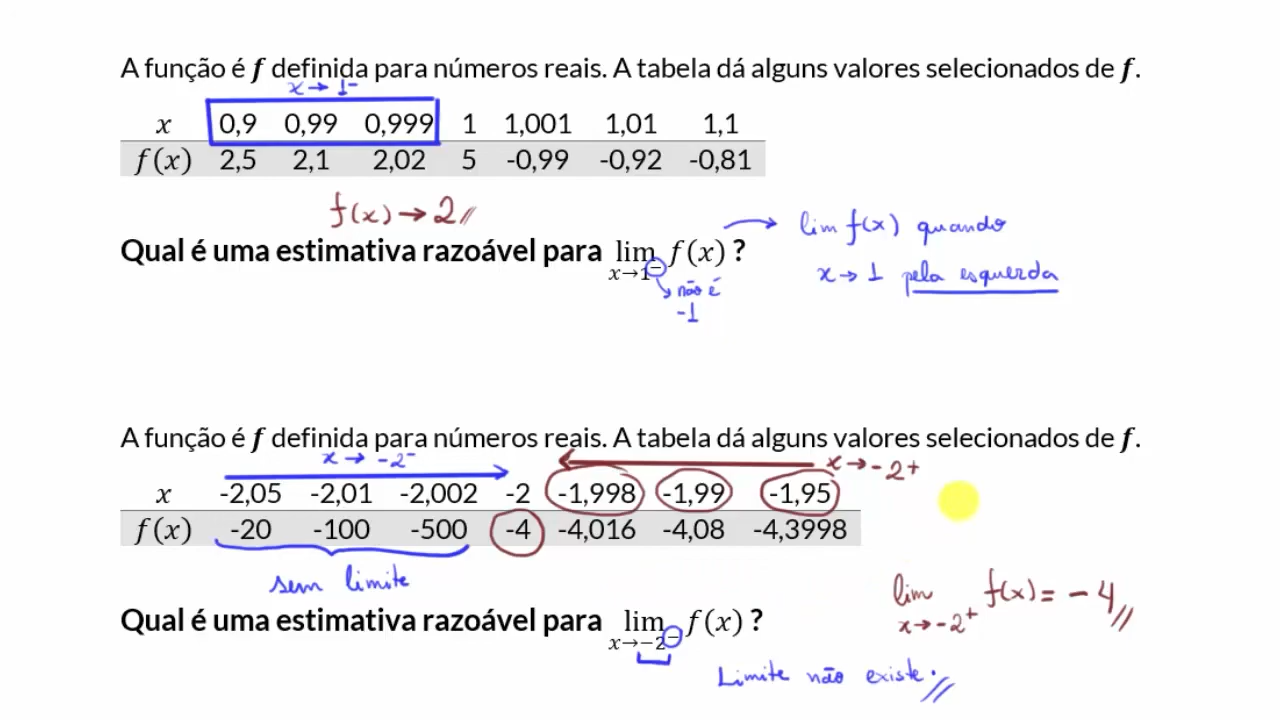 A função é f definida para números reais. A tabela dá alguns valores selecionados de f.
x → 1⁻
x 0,9 0,99 0,999 1 1,001 1,01 1,1
f(x) 2,5 2,1 2,02 5 -0,99 -0,92 -0,81
f(x) → 2 //
Qual é uma estimativa razoável para lim x→1⁻ f(x) ?
não é
-1
lim f(x) quando
x → 1 pela esquerda
A função é f definida para números reais. A tabela dá alguns valores selecionados de f.
x → -2⁻
x → -2⁺
x -2,05 -2,01 -2,002 -2 -1,998 -1,99 -1,95
f(x) -20 -100 -500 -4 -4,016 -4,08 -4,3998
sem limite
lim x→-2⁺ f(x) = -4 //
Qual é uma estimativa razoável para lim x→−2⁻ f(x) ?
Limite não existe. //